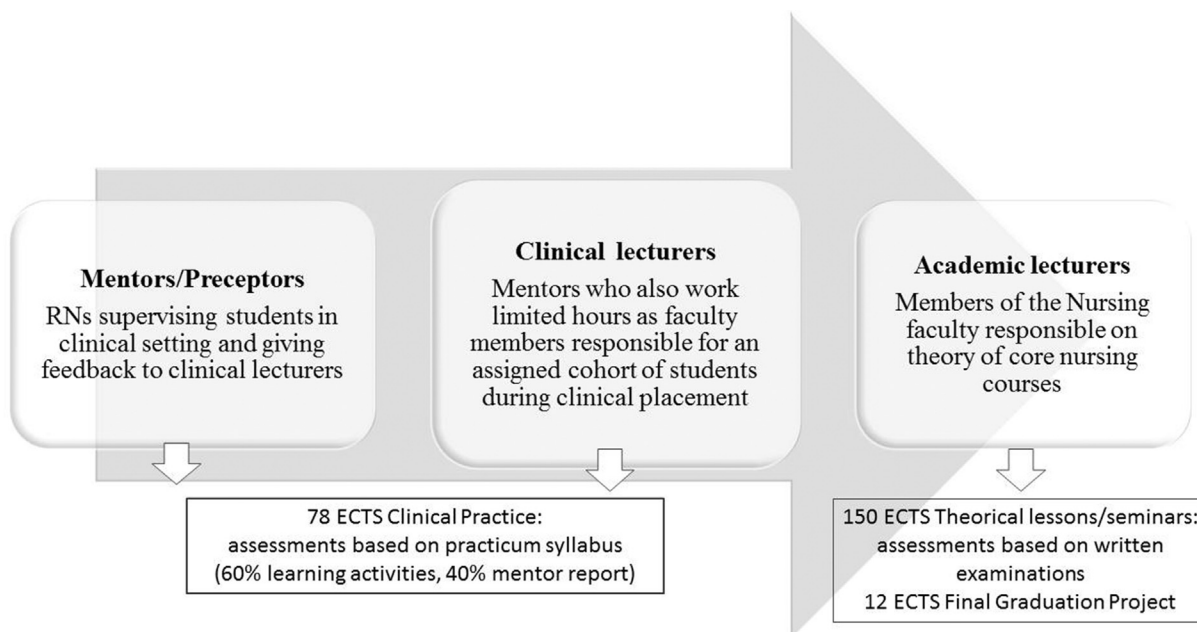 Mentors/Preceptors
RNs supervising students in
clinical setting and giving
feedback to clinical lecturers
Clinical lecturers
Mentors who also work
limited hours as faculty
members responsible for an
assigned cohort of students
during clinical placement
Academic lecturers
Members of the Nursing
faculty responsible on
theory of core nursing
courses
78 ECTS Clinical Practice:
assessments based on practicum syllabus
(60% learning activities, 40% mentor report)
150 ECTS Theorical lessons/seminars:
assessments based on written
examinations
12 ECTS Final Graduation Project